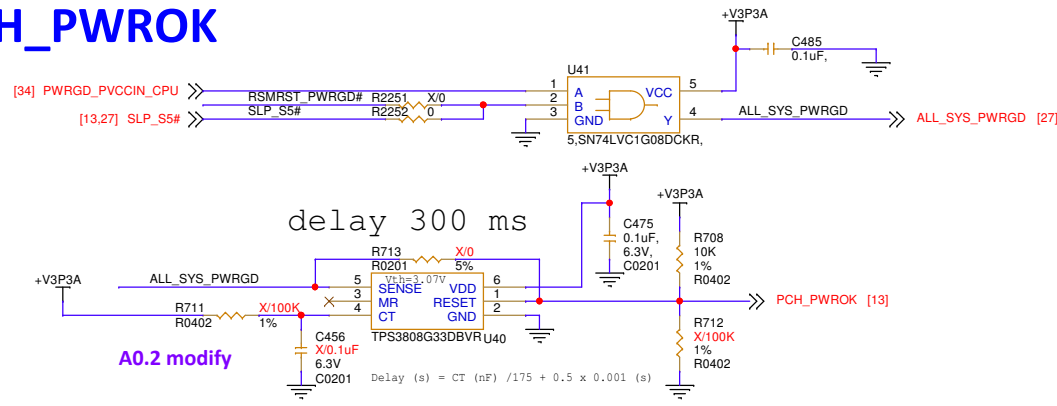 H_PWROK
+V3P3A
C485
0.1uF,
U41
[34] PWRGD_PVCCIN_CPU
RSMRST_PWRGD# R2251 X/0
[13,27] SLP_S5#
SLP_S5# R2252 0
1 A VCC 5
2 B
3 GND Y 4
ALL_SYS_PWRGD
ALL_SYS_PWRGD [27]
5,SN74LVC1G08DCKR,
+V3P3A
+V3P3A
delay 300 ms
C475
0.1uF,
6.3V,
C0201
R708
10K
1%
R0402
R713 X/0
R0201 5%
+V3P3A
ALL_SYS_PWRGD
Vth=3.07V
5 SENSE VDD 6
3 MR RESET 1
4 CT GND 2
PCH_PWROK [13]
R711 X/100K
R0402 1%
TPS3808G33DBVR U40
R712
X/100K
1%
R0402
C456
X/0.1uF
6.3V
C0201
A0.2 modify
Delay (s) = CT (nF) /175 + 0.5 x 0.001 (s)